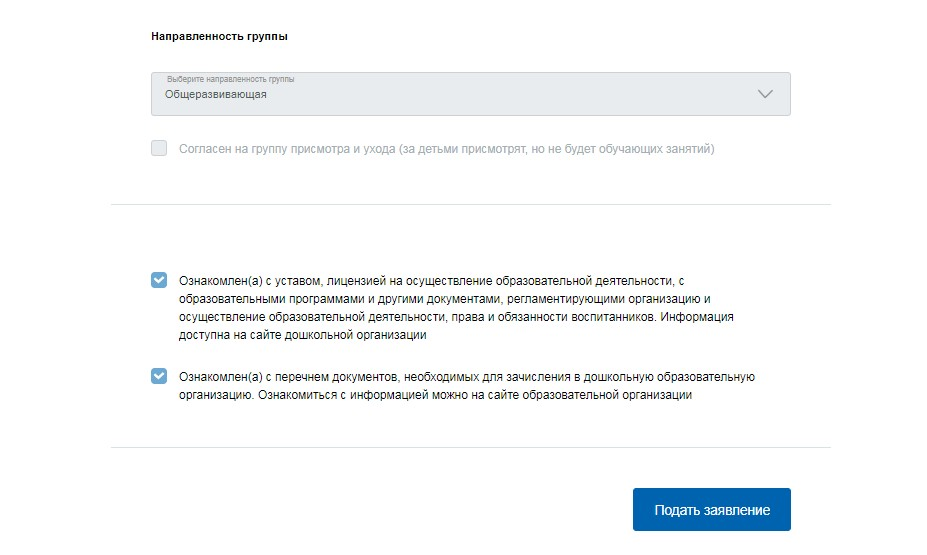 Направленность группы
Выберите направленность группы
Общеразвивающая
Согласен на группу присмотра и ухода (за детьми присмотрят, но не будет обучающих занятий)
Ознакомлен(а) с уставом, лицензией на осуществление образовательной деятельности, с
образовательными программами и другими документами, регламентирующими организацию и
осуществление образовательной деятельности, права и обязанности воспитанников. Информация
доступна на сайте дошкольной организации
Ознакомлен(а) с перечнем документов, необходимых для зачисления в дошкольную образовательную
организацию. Ознакомиться с информацией можно на сайте образовательной организации
Подать заявление